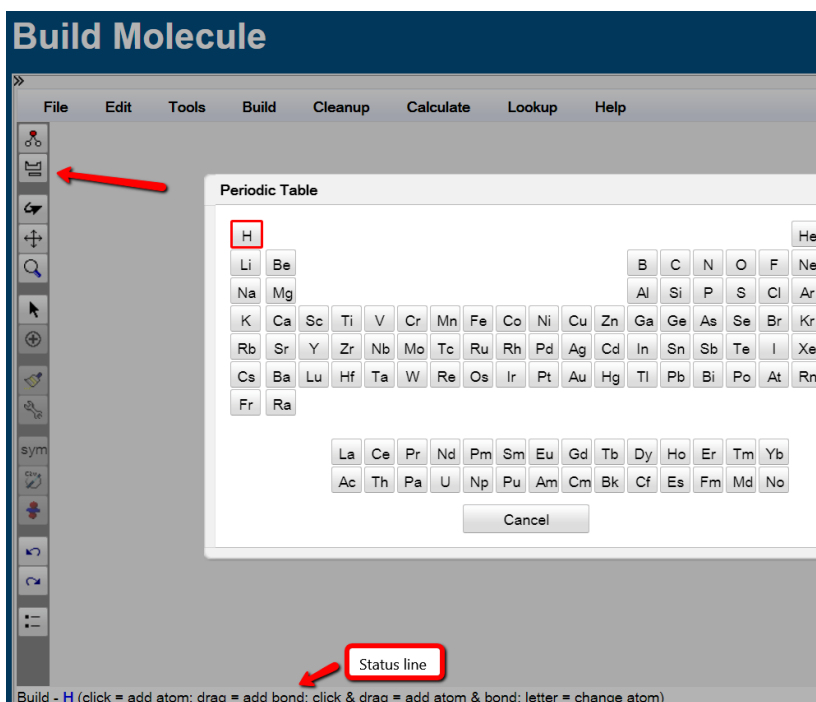 Build Molecule
»
File Edit Tools Build Cleanup Calculate Lookup Help
Periodic Table
H He
Li Be B C N O F Ne
Na Mg Al Si P S Cl Ar
K Ca Sc Ti V Cr Mn Fe Co Ni Cu Zn Ga Ge As Se Br Kr
Rb Sr Y Zr Nb Mo Tc Ru Rh Pd Ag Cd In Sn Sb Te I Xe
Cs Ba Lu Hf Ta W Re Os Ir Pt Au Hg Tl Pb Bi Po At Rn
Fr Ra
sym
La Ce Pr Nd Pm Sm Eu Gd Tb Dy Ho Er Tm Yb
Ac Th Pa U Np Pu Am Cm Bk Cf Es Fm Md No
Cancel
Status line
Build - H (click = add atom; drag = add bond; click & drag = add atom & bond; letter = change atom)